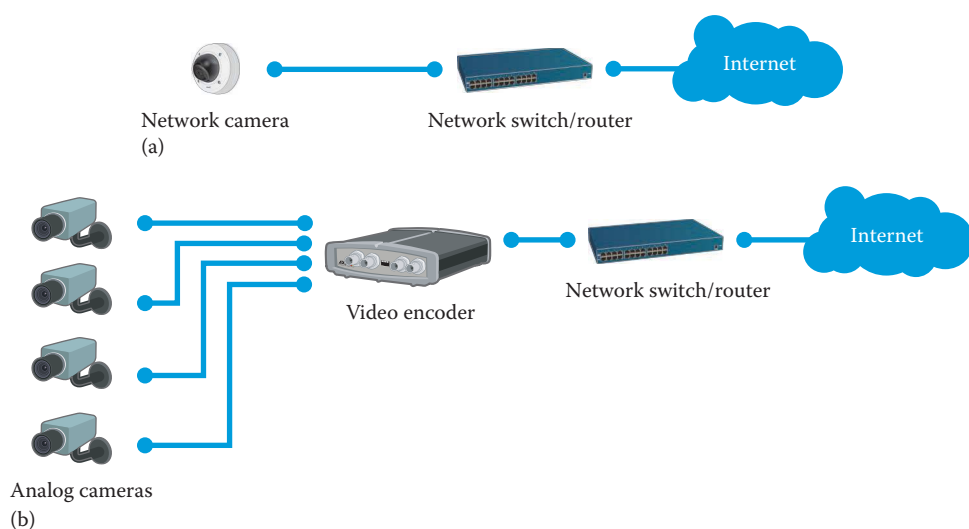 Internet
Network camera
Network switch/router
(a)
Internet
Network switch/router
Video encoder
Analog cameras
(b)